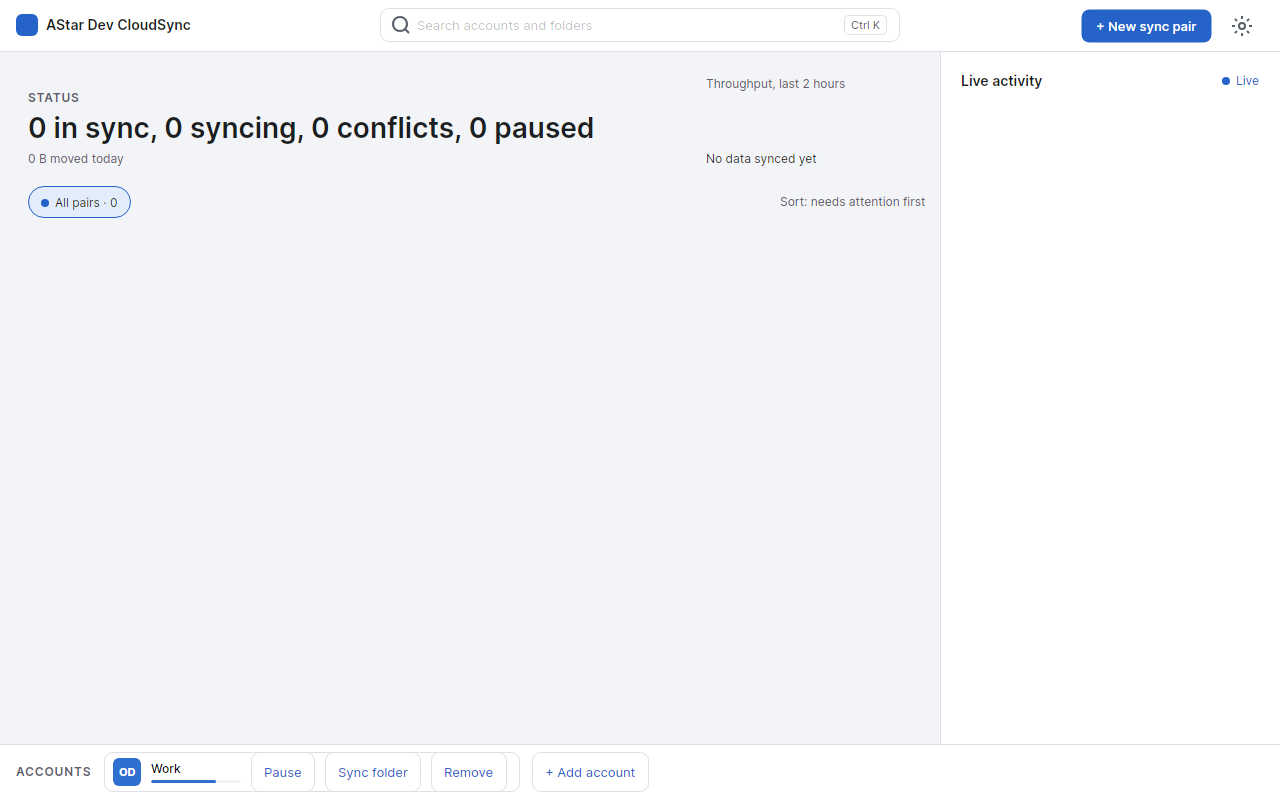 AStar Dev CloudSync
Search accounts and folders
Ctrl K
+ New sync pair
STATUS
0 in sync, 0 syncing, 0 conflicts, 0 paused
0 B moved today
Throughput, last 2 hours
No data synced yet
All pairs · 0
Sort: needs attention first
Live activity
Live
ACCOUNTS
OD
Work
Pause
Sync folder
Remove
+ Add account